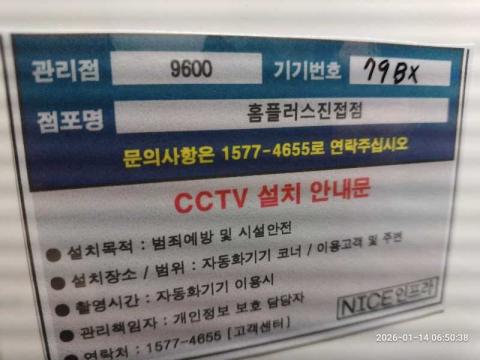 관리점 9600 기기번호 79BX
점포명 홈플러스진접점
문의사항은 1577-4655로 연락주십시오
CCTV 설치 안내문
● 설치목적 : 범죄예방 및 시설안전
● 설치장소 / 범위 : 자동화기기 코너 / 이용고객 및 주변
● 촬영시간 : 자동화기기 이용시
● 관리책임자 : 개인정보 보호 담당자
● 연락처 : 1577-4655 [고객센터]
NICE인프라
2026-01-14 06:50:38